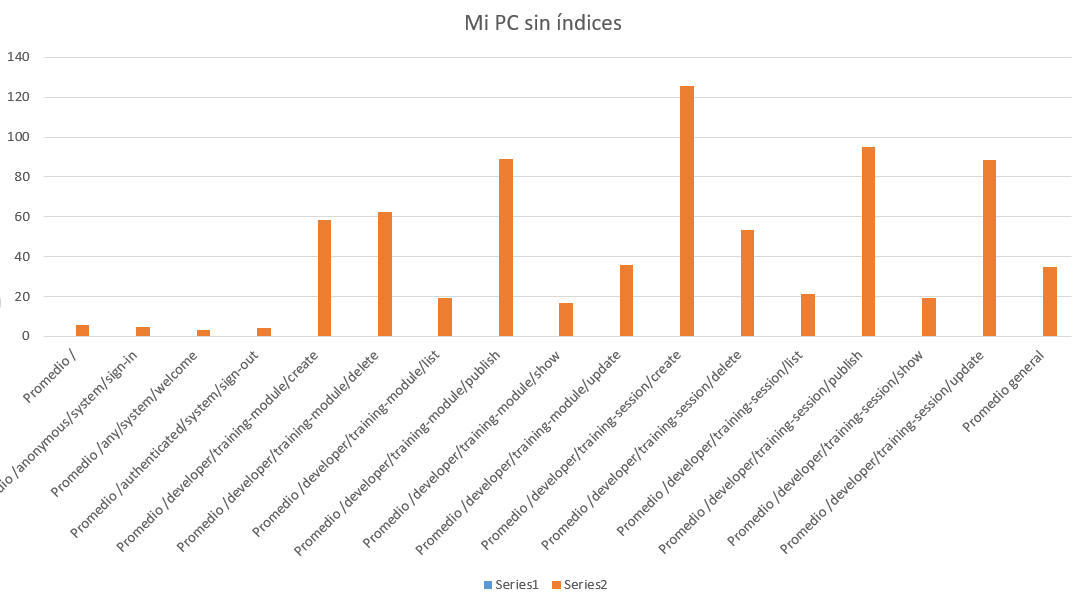 Mi PC sin índices
140
120
100
80
60
40
20
0
Promedio /
dio /anonymous/system/sign-in
Promedio /any/system/welcome
Promedio /authenticated/system/sign-out
Promedio /developer/training-module/create
Promedio /developer/training-module/delete
Promedio /developer/training-module/list
Promedio /developer/training-module/publish
Promedio /developer/training-module/show
Promedio /developer/training-module/update
Promedio /developer/training-session/create
Promedio /developer/training-session/delete
Promedio /developer/training-session/list
Promedio /developer/training-session/publish
Promedio /developer/training-session/show
Promedio /developer/training-session/update
Promedio general
Series1 Series2